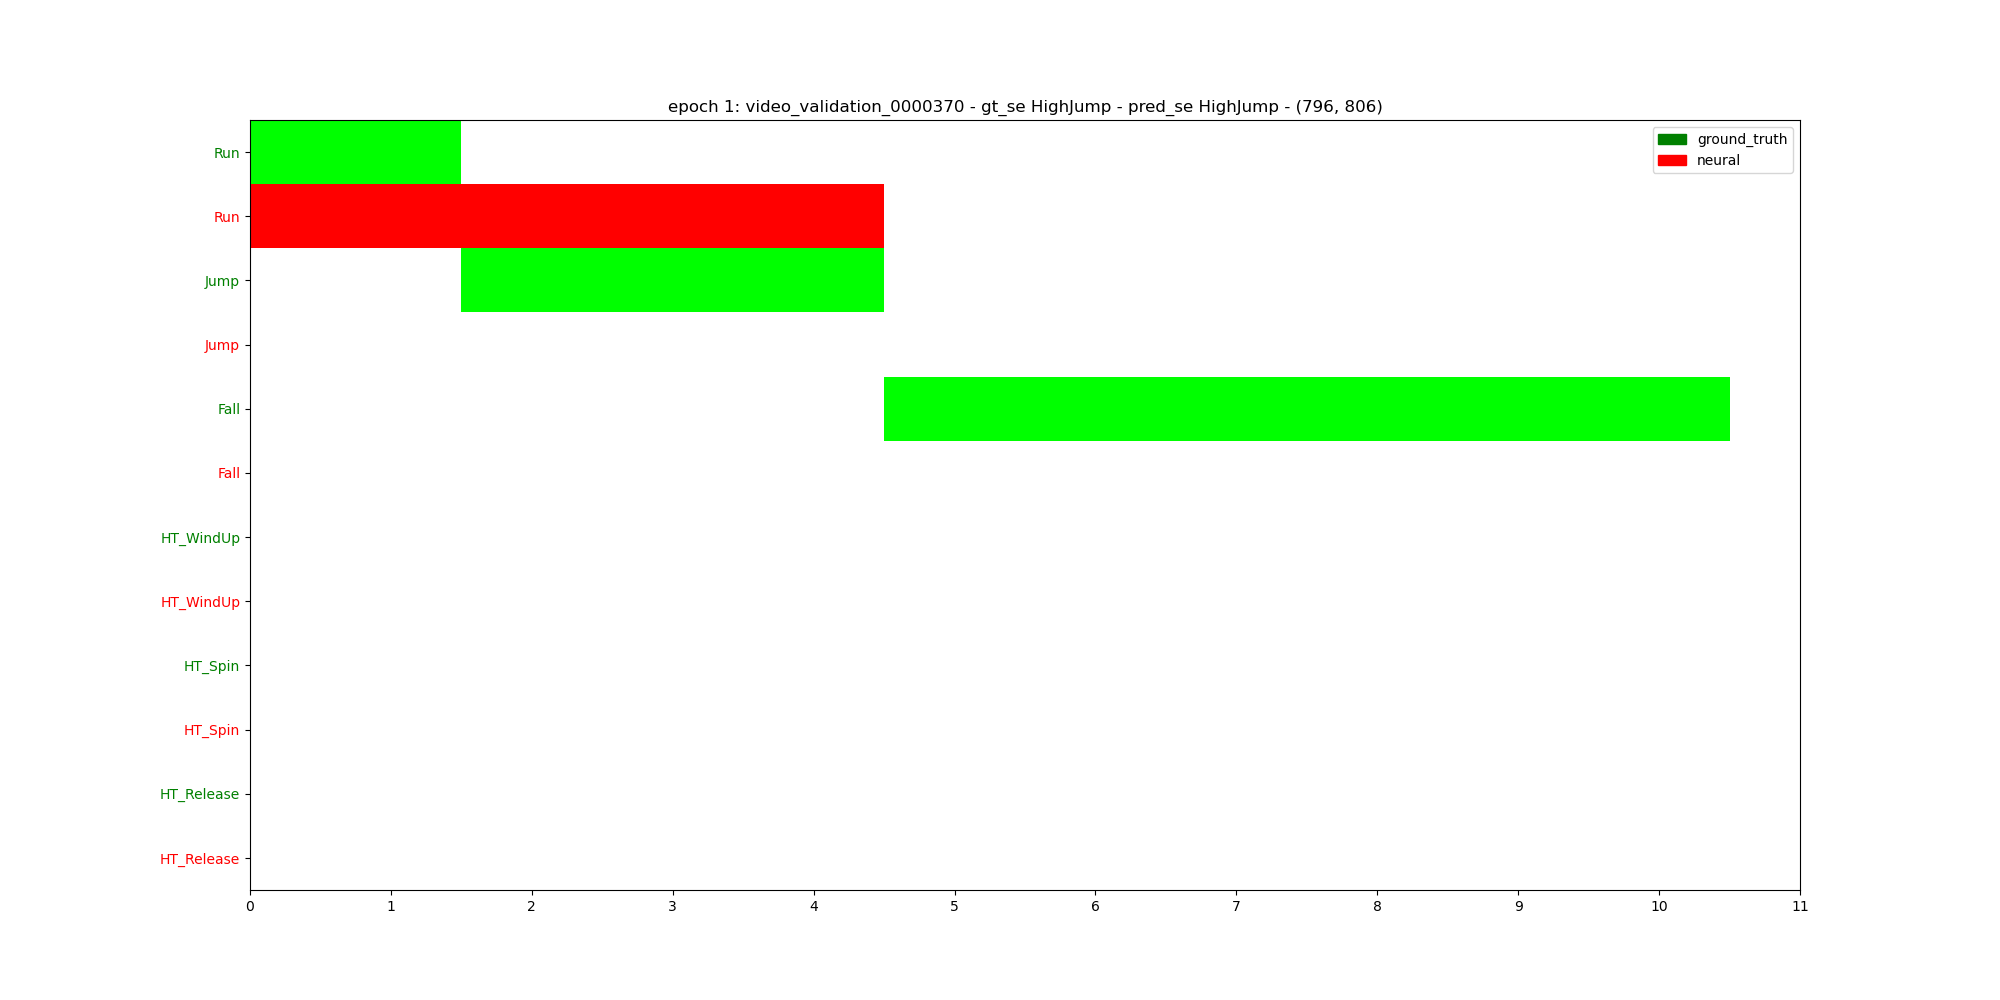 epoch 1: video_validation_0000370 - gt_se HighJump - pred_se HighJump - (796, 806)
ground_truth
neural
Run
Run
Jump
Jump
Fall
Fall
HT_WindUp
HT_WindUp
HT_Spin
HT_Spin
HT_Release
HT_Release
0 1 2 3 4 5 6 7 8 9 10 11